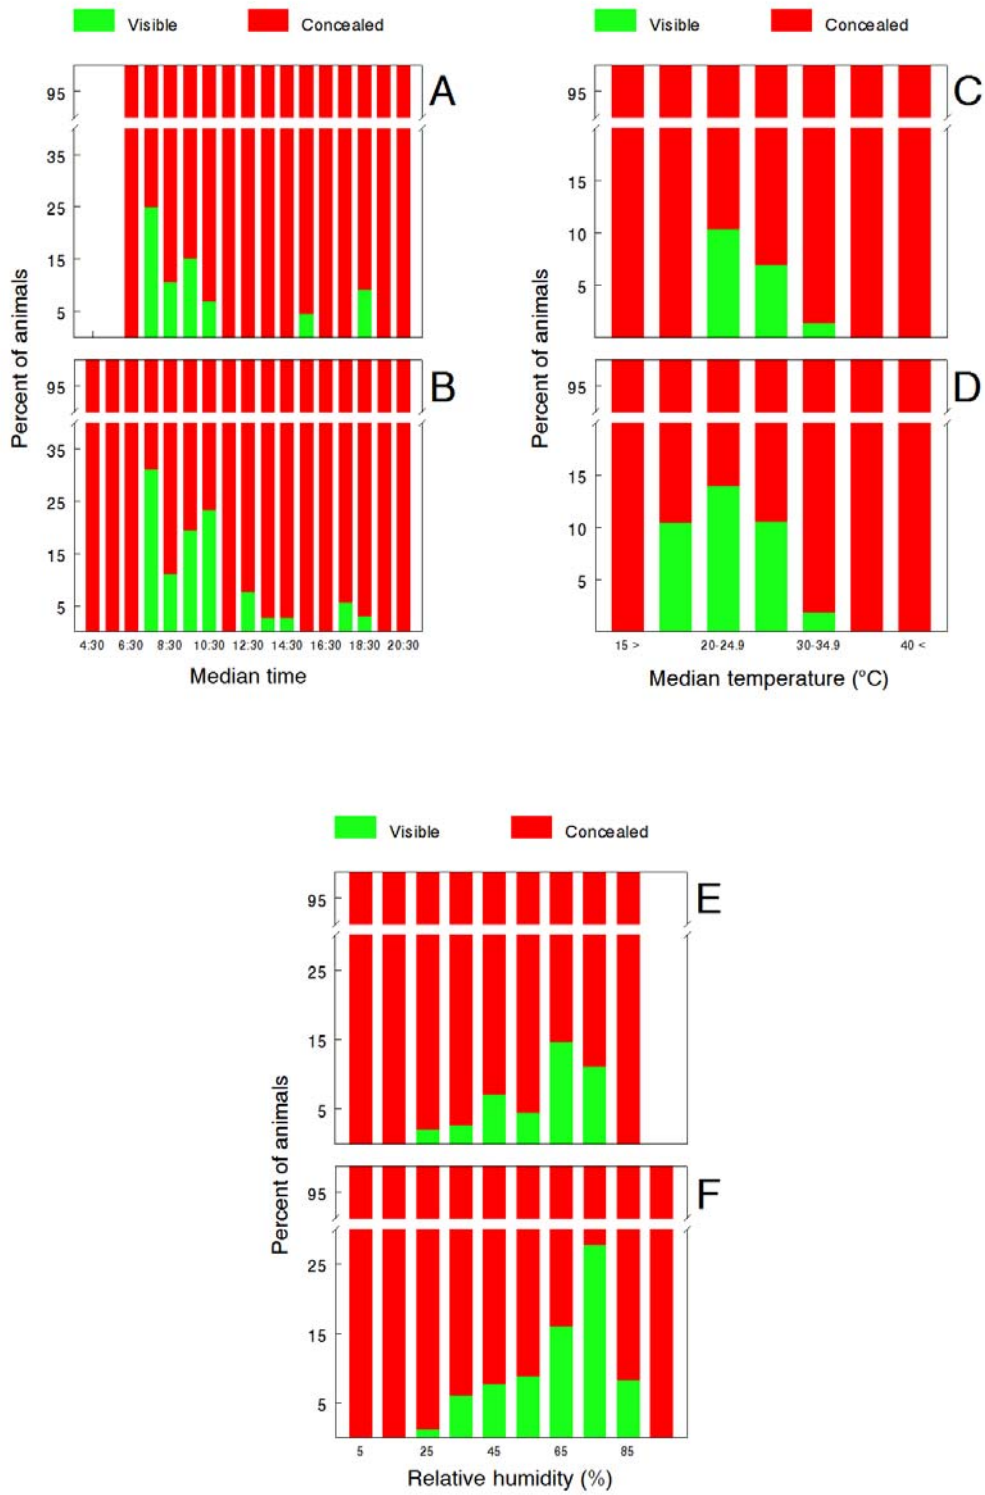 Visible Concealed
Visible Concealed
95
35
25
15
5
A
95
15
10
5
C
Percent of animals
Percent of animals
95
35
25
15
5
B
4:30 6:30 8:30 10:30 12:30 14:30 16:30 18:30 20:30
Median time
95
15
10
5
D
15 > 20-24.9 30-34.9 40 <
Median temperature (°C)
Visible Concealed
95
25
15
5
E
Percent of animals
95
25
15
5
F
5 25 45 65 85
Relative humidity (%)